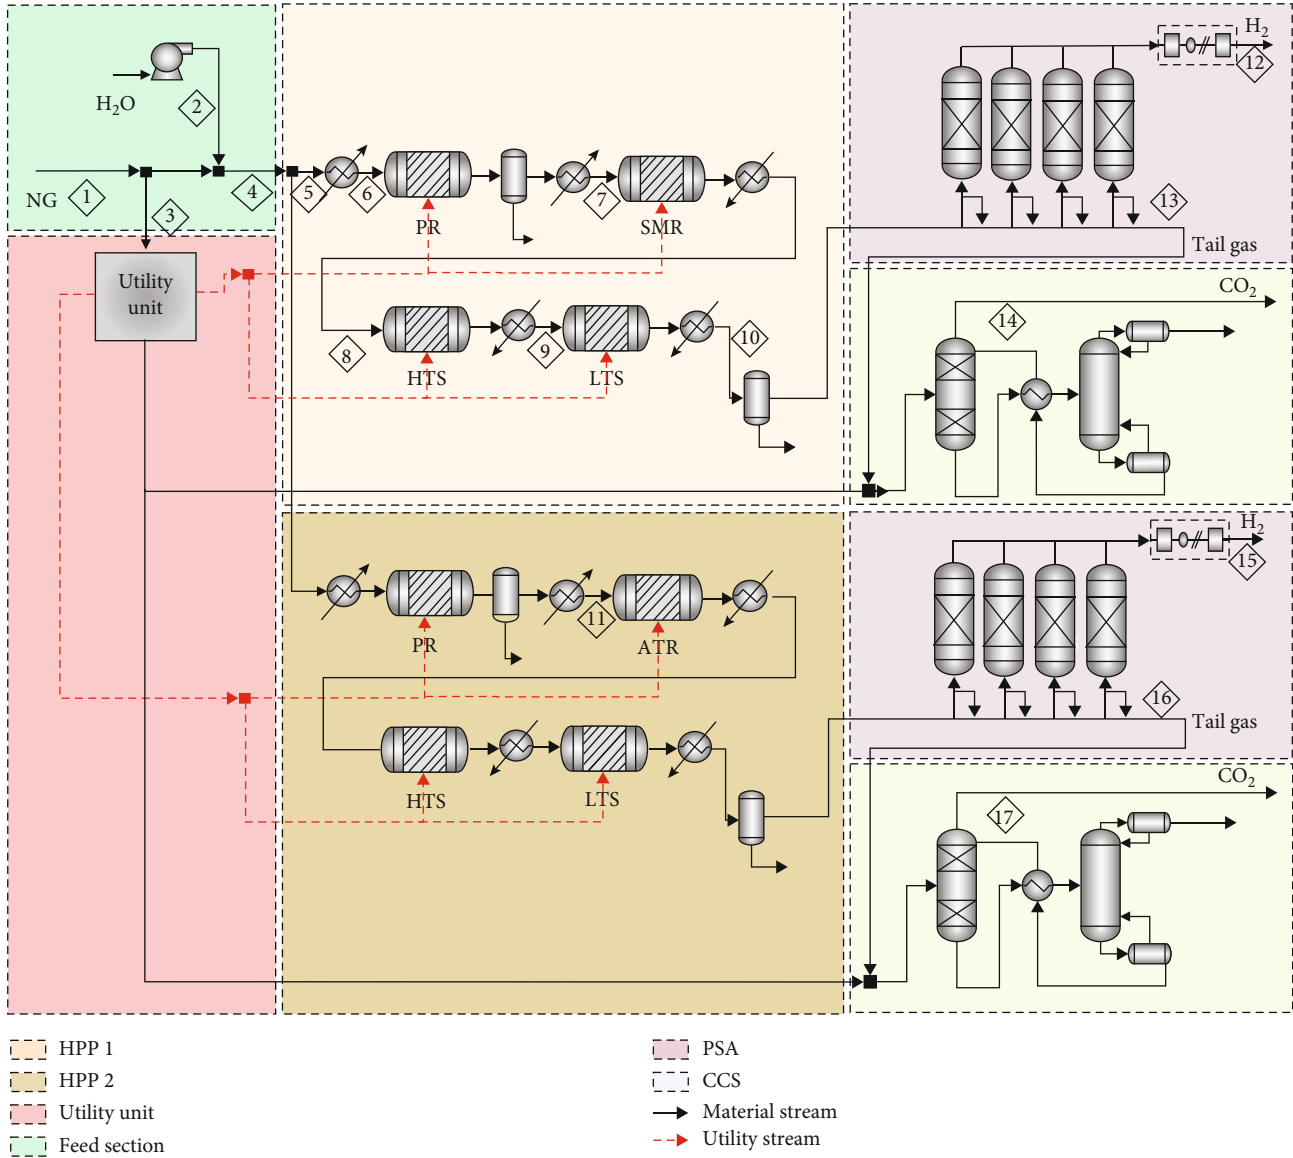 H₂O
2
NG
1
3
4
5
6
PR
7
SMR
Utility
unit
8
HTS
9
LTS
10
H₂
12
13
Tail gas
CO₂
14
PR
11
ATR
HTS
LTS
H₂
15
16
Tail gas
CO₂
17
HPP 1
HPP 2
Utility unit
Feed section
PSA
CCS
Material stream
Utility stream